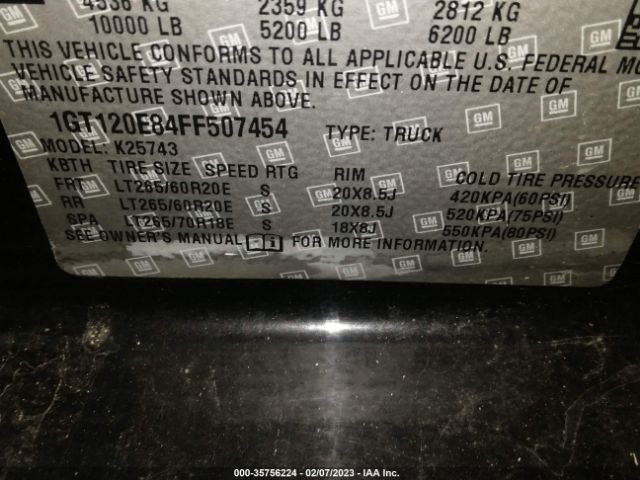 4536 KG 2359 KG 2812 KG
10000 LB 5200 LB 6200 LB
THIS VEHICLE CONFORMS TO ALL APPLICABLE U.S. FEDERAL MO
VEHICLE SAFETY STANDARDS IN EFFECT ON THE DATE OF
MANUFACTURE SHOWN ABOVE.
1GT120E84FF507454 TYPE: TRUCK
MODEL: K25743
KBTH TIRE SIZE SPEED RTG RIM COLD TIRE PRESSURE
FRT LT265/60R20E S 20X8.5J 420KPA(60PSI)
RR LT265/60R20E S 20X8.5J 520KPA(75PSI)
SPA LT265/70R18E S 18X8J 550KPA(80PSI)
SEE OWNER'S MANUAL FOR MORE INFORMATION.
000-35756224 - 02/07/2023 - IAA Inc.